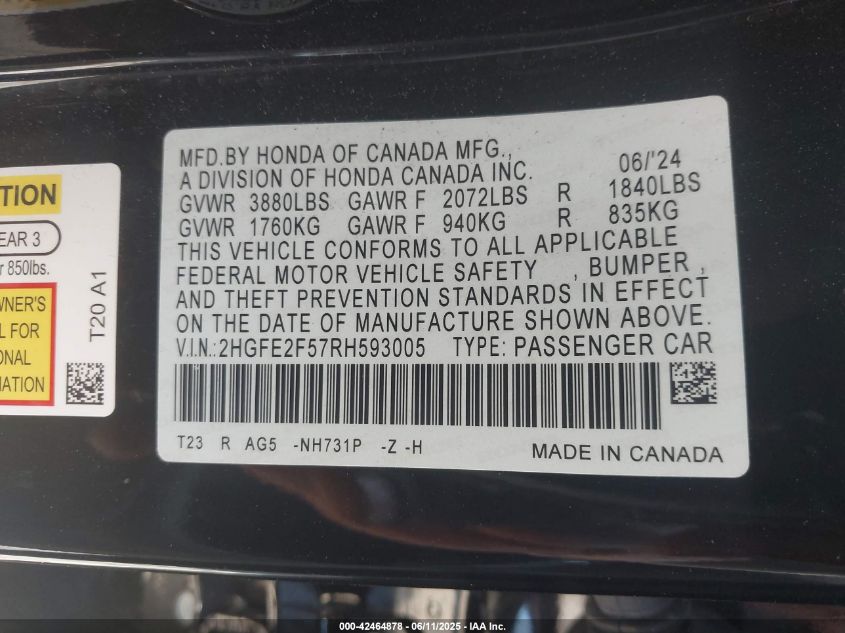 TION
EAR 3
r 850lbs.
WNER'S
L FOR
ONAL
MATION
T20 A1
MFD.BY HONDA OF CANADA MFG., 06/'24
A DIVISION OF HONDA CANADA INC.
GVWR 3880LBS GAWR F 2072LBS R 1840LBS
GVWR 1760KG GAWR F 940KG R 835KG
THIS VEHICLE CONFORMS TO ALL APPLICABLE
FEDERAL MOTOR VEHICLE SAFETY , BUMPER ,
AND THEFT PREVENTION STANDARDS IN EFFECT
ON THE DATE OF MANUFACTURE SHOWN ABOVE.
V.I.N.:2HGFE2F57RH593005 TYPE: PASSENGER CAR
T23 R AG5 -NH731P -Z -H MADE IN CANADA
000-42464878 - 06/11/2025 - IAA Inc.